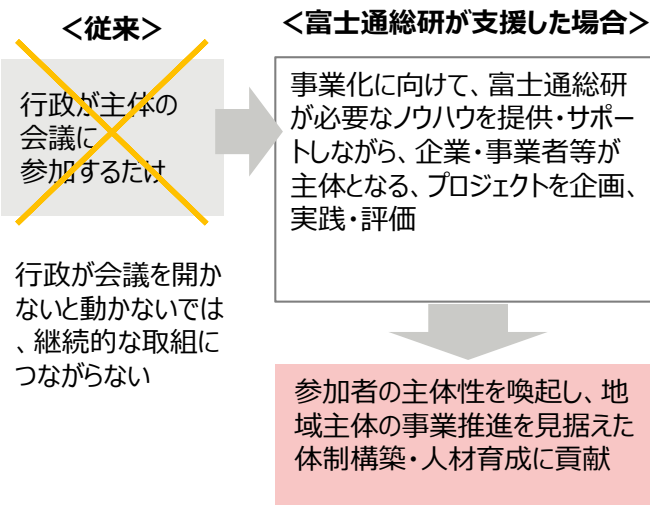 ＜従来＞
行政が主体の
会議に
参加するだけ
行政が会議を開か
ないと動かないでは
、継続的な取組に
つながらない
＜富士通総研が支援した場合＞
事業化に向けて、富士通総研
が必要なノウハウを提供・サポー
トしながら、企業・事業者等が
主体となる、プロジェクトを企画、
実践・評価
参加者の主体性を喚起し、地
域主体の事業推進を見据えた
体制構築・人材育成に貢献